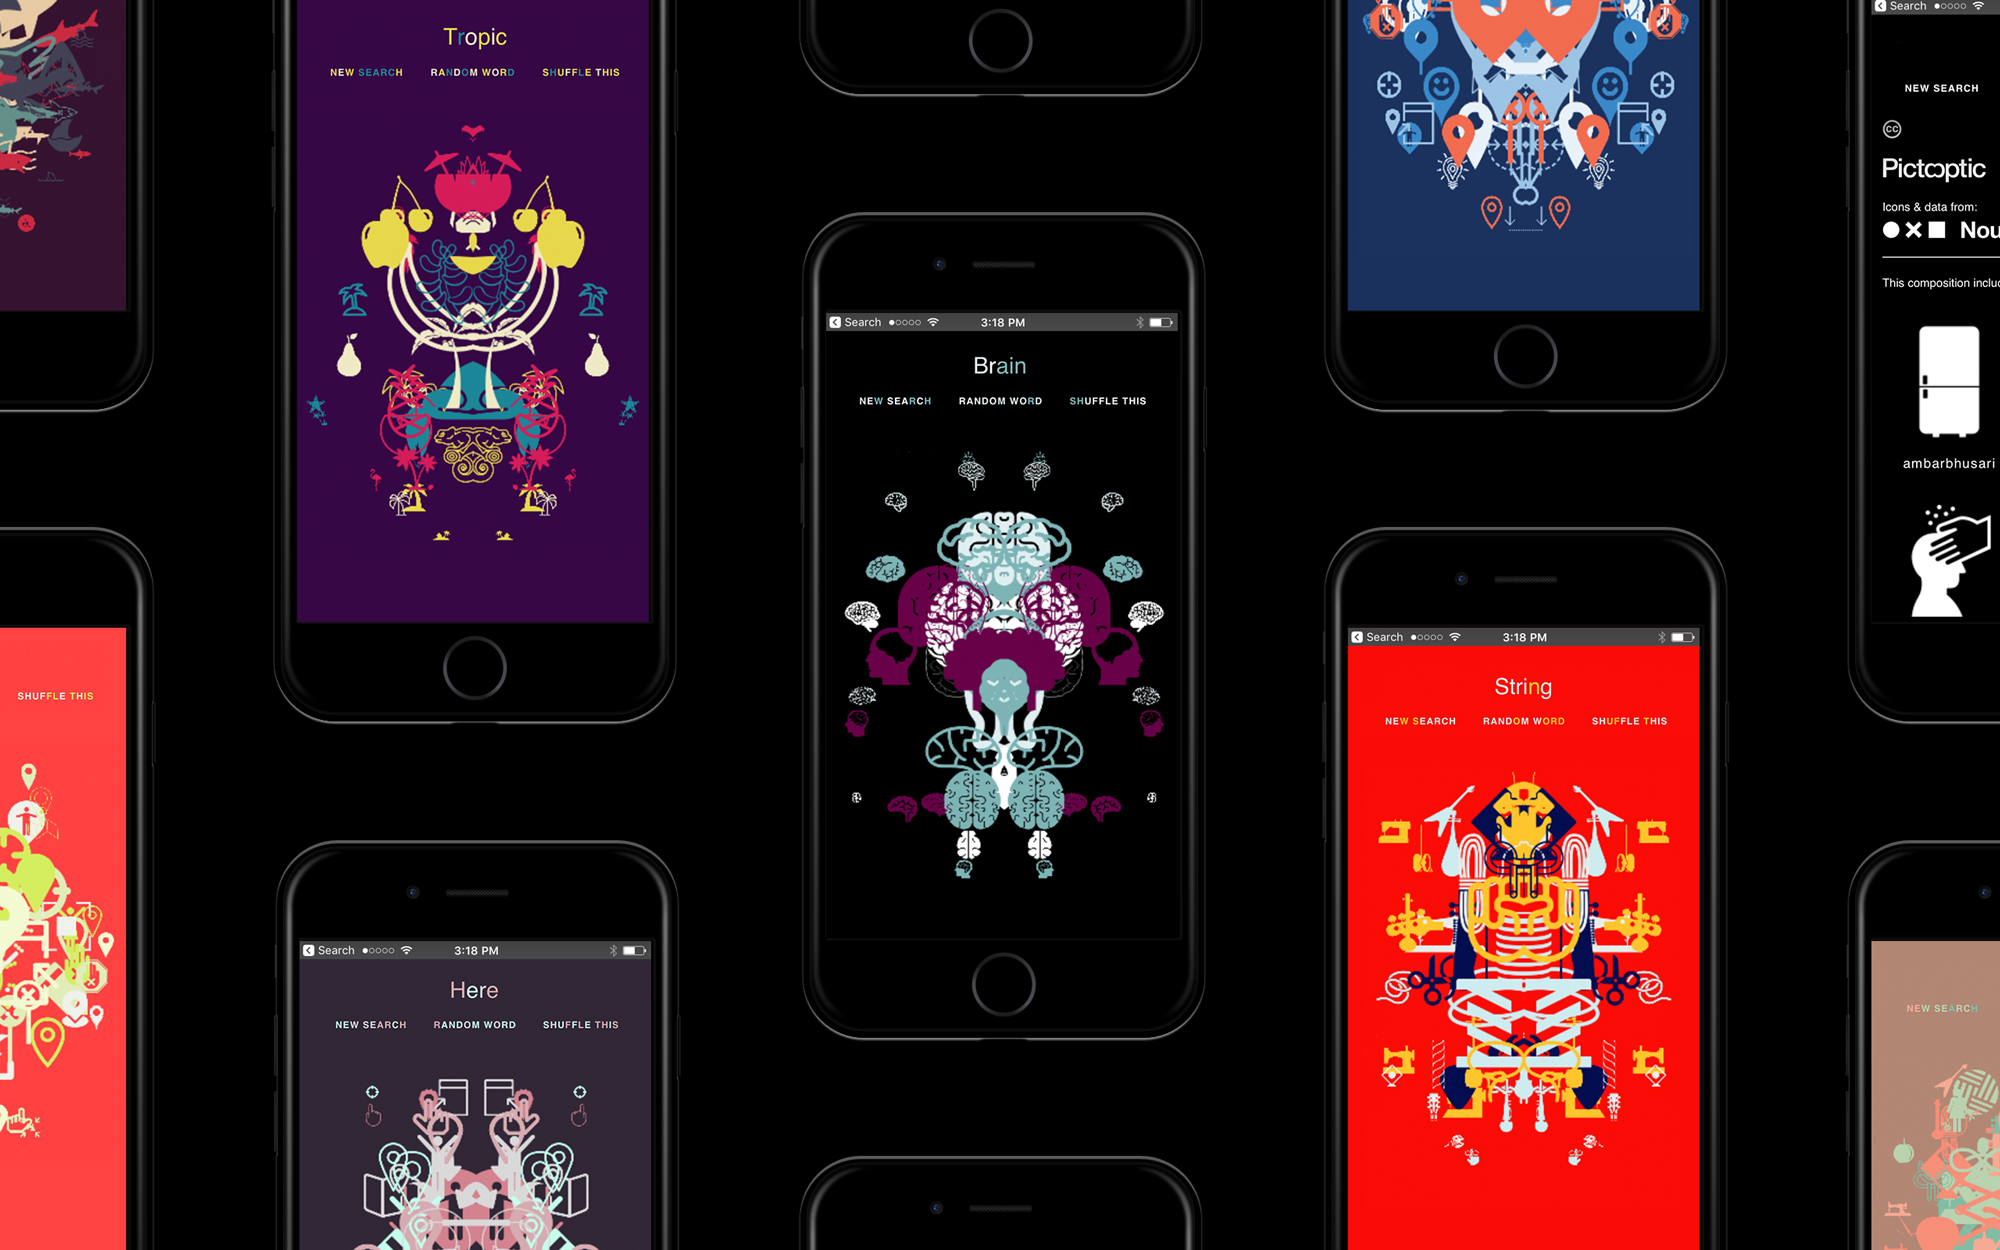 Tropic
NEW SEARCH RANDOM WORD SHUFFLE THIS
Search
NEW SEARCH
cc
Pictooptic
Icons & data from:
Nou
This composition inclu
ambarbhusari
Search 3:18 PM
Brain
NEW SEARCH RANDOM WORD SHUFFLE THIS
SHUFFLE THIS
Search 3:18 PM
String
NEW SEARCH RANDOM WORD SHUFFLE THIS
Search 3:18 PM
Here
NEW SEARCH RANDOM WORD SHUFFLE THIS
NEW SEARCH